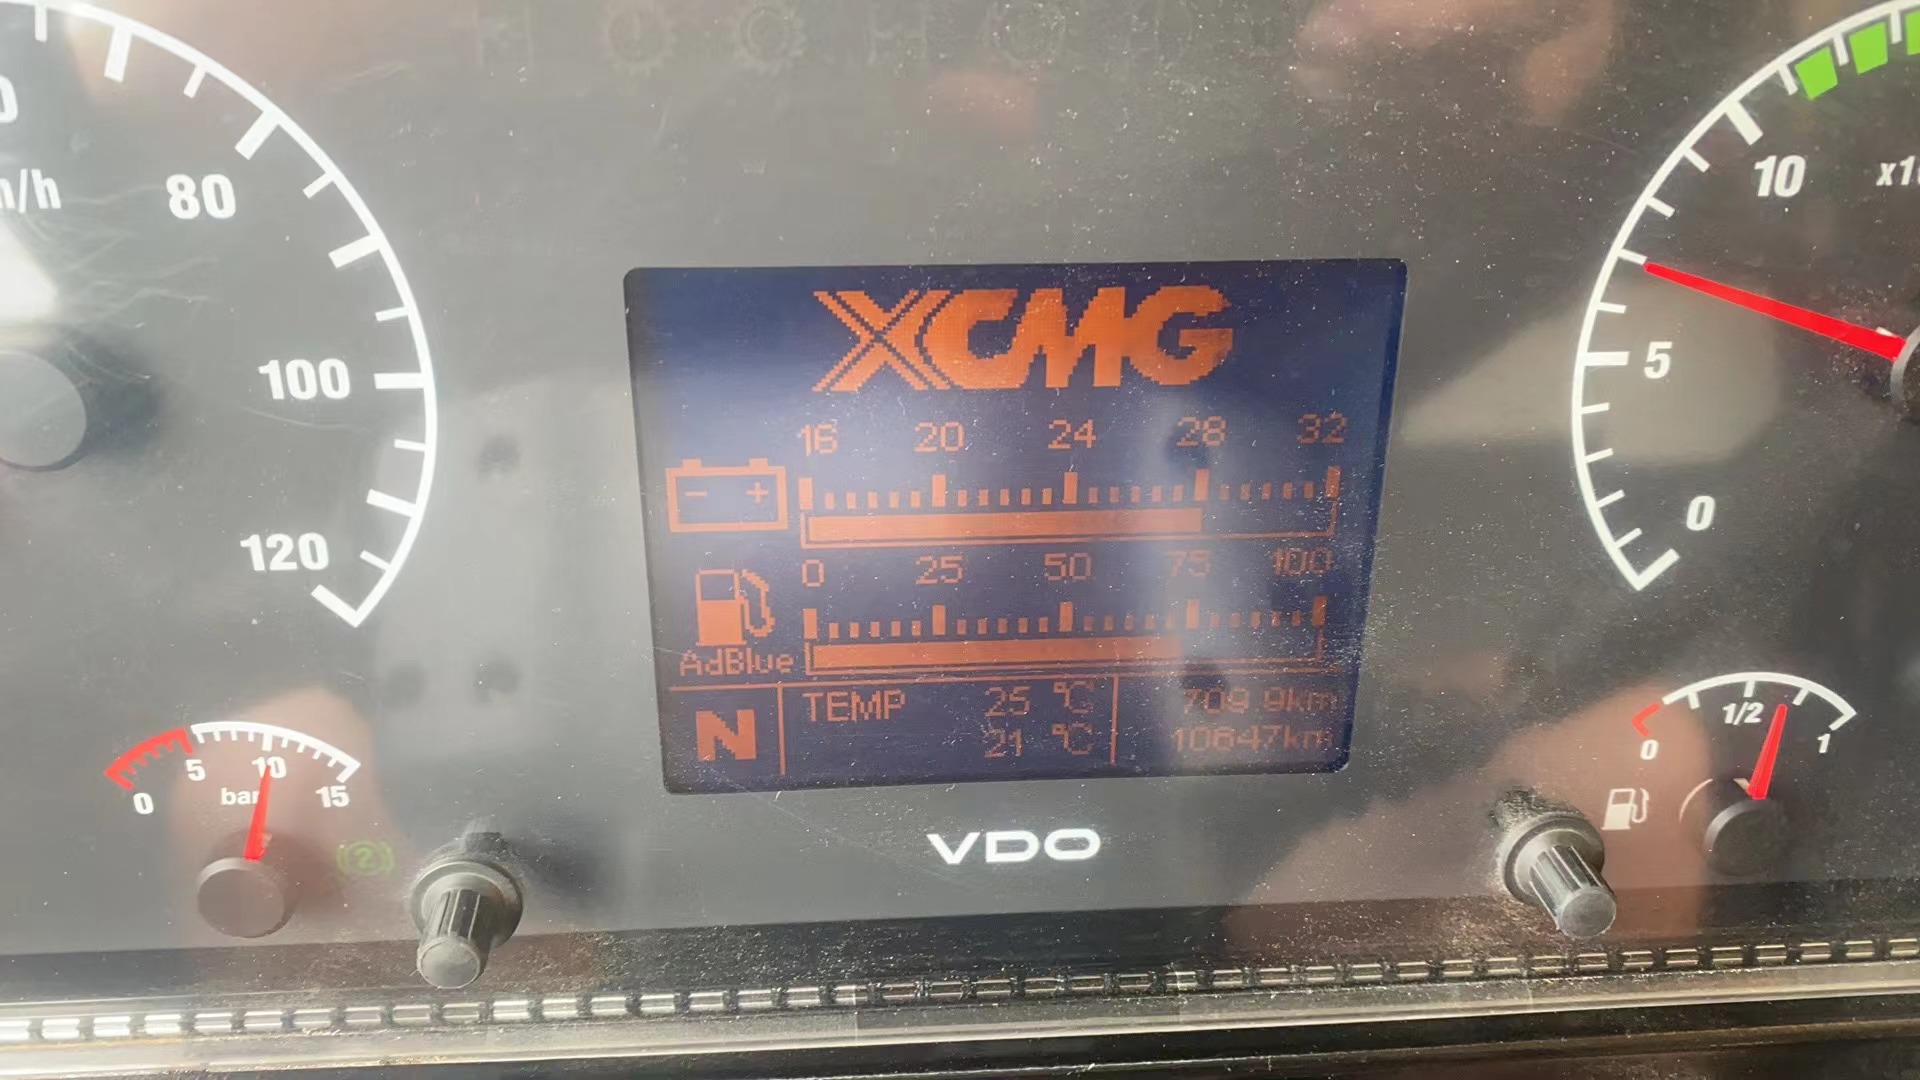 80
100
120
XCMG
16 20 24 28 32
- +
0 25 50 75 100
AdBlue
N
TEMP 25 ℃ 709.9km
21 ℃ 10647km
VDO
0 5 10 15
bar
10
5
0
0 1/2 1